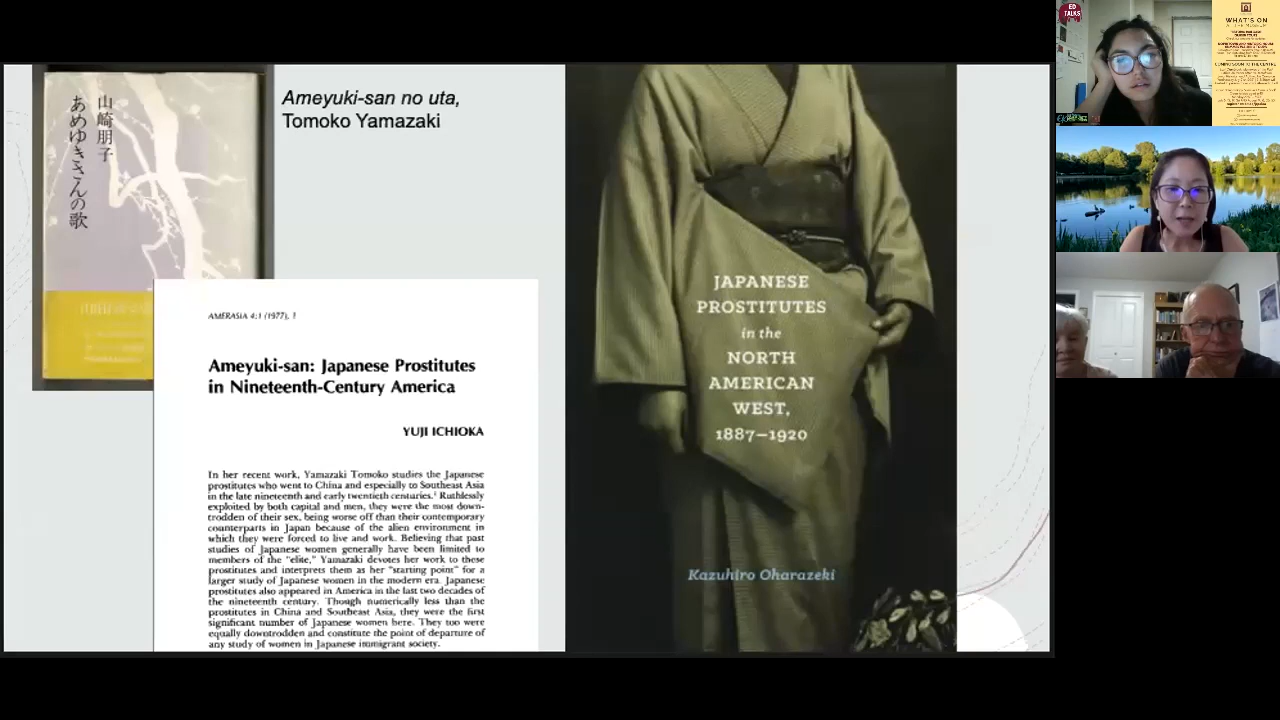 山崎朋子
あめゆきさんの歌
Ameyuki-san no uta,
Tomoko Yamazaki
AMERASIA 4:1 (1977), 1
Ameyuki-san: Japanese Prostitutes
in Nineteenth-Century America
YUJI ICHIOKA
In her recent work, Yamazaki Tomoko studies the Japanese
prostitutes who went to China and especially to Southeast Asia
in the late nineteenth and early twentieth centuries.¹ Ruthlessly
exploited by both capital and men, they were the most down-
trodden of their sex, being worse off than their contemporary
counterparts in Japan because of the alien environment in
which they were forced to live and work. Believing that past
studies of Japanese women generally have been limited to
members of the "elite," Yamazaki devotes her work to these
prostitutes and interprets them as her "starting point" for a
larger study of Japanese women in the modern era. Japanese
prostitutes also appeared in America in the last two decades of
the nineteenth century. Though numerically less than the
prostitutes in China and Southeast Asia, they were the first
significant number of Japanese women here. They too were
equally downtrodden and constitute the point of departure of
any study of women in Japanese immigrant society.
JAPANESE
PROSTITUTES
in the
NORTH
AMERICAN
WEST,
1887–1920
Kazuhiro Oharazeki
ED
TALKS
WHAT'S ON